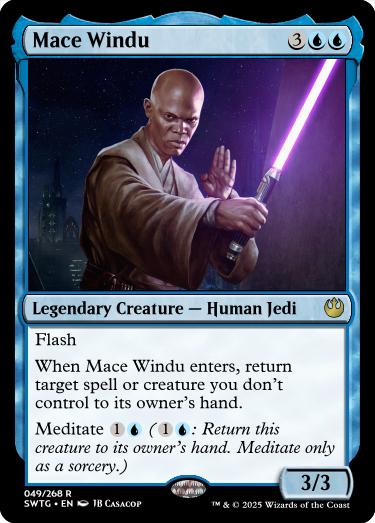 Mace Windu 3
Legendary Creature — Human Jedi
Flash
When Mace Windu enters, return
target spell or creature you don't
control to its owner's hand.
Meditate 1 (1: Return this
creature to its owner's hand. Meditate only
as a sorcery.)
3/3
049/268 R
SWTG • EN JB Casacop
™ & © 2025 Wizards of the Coast